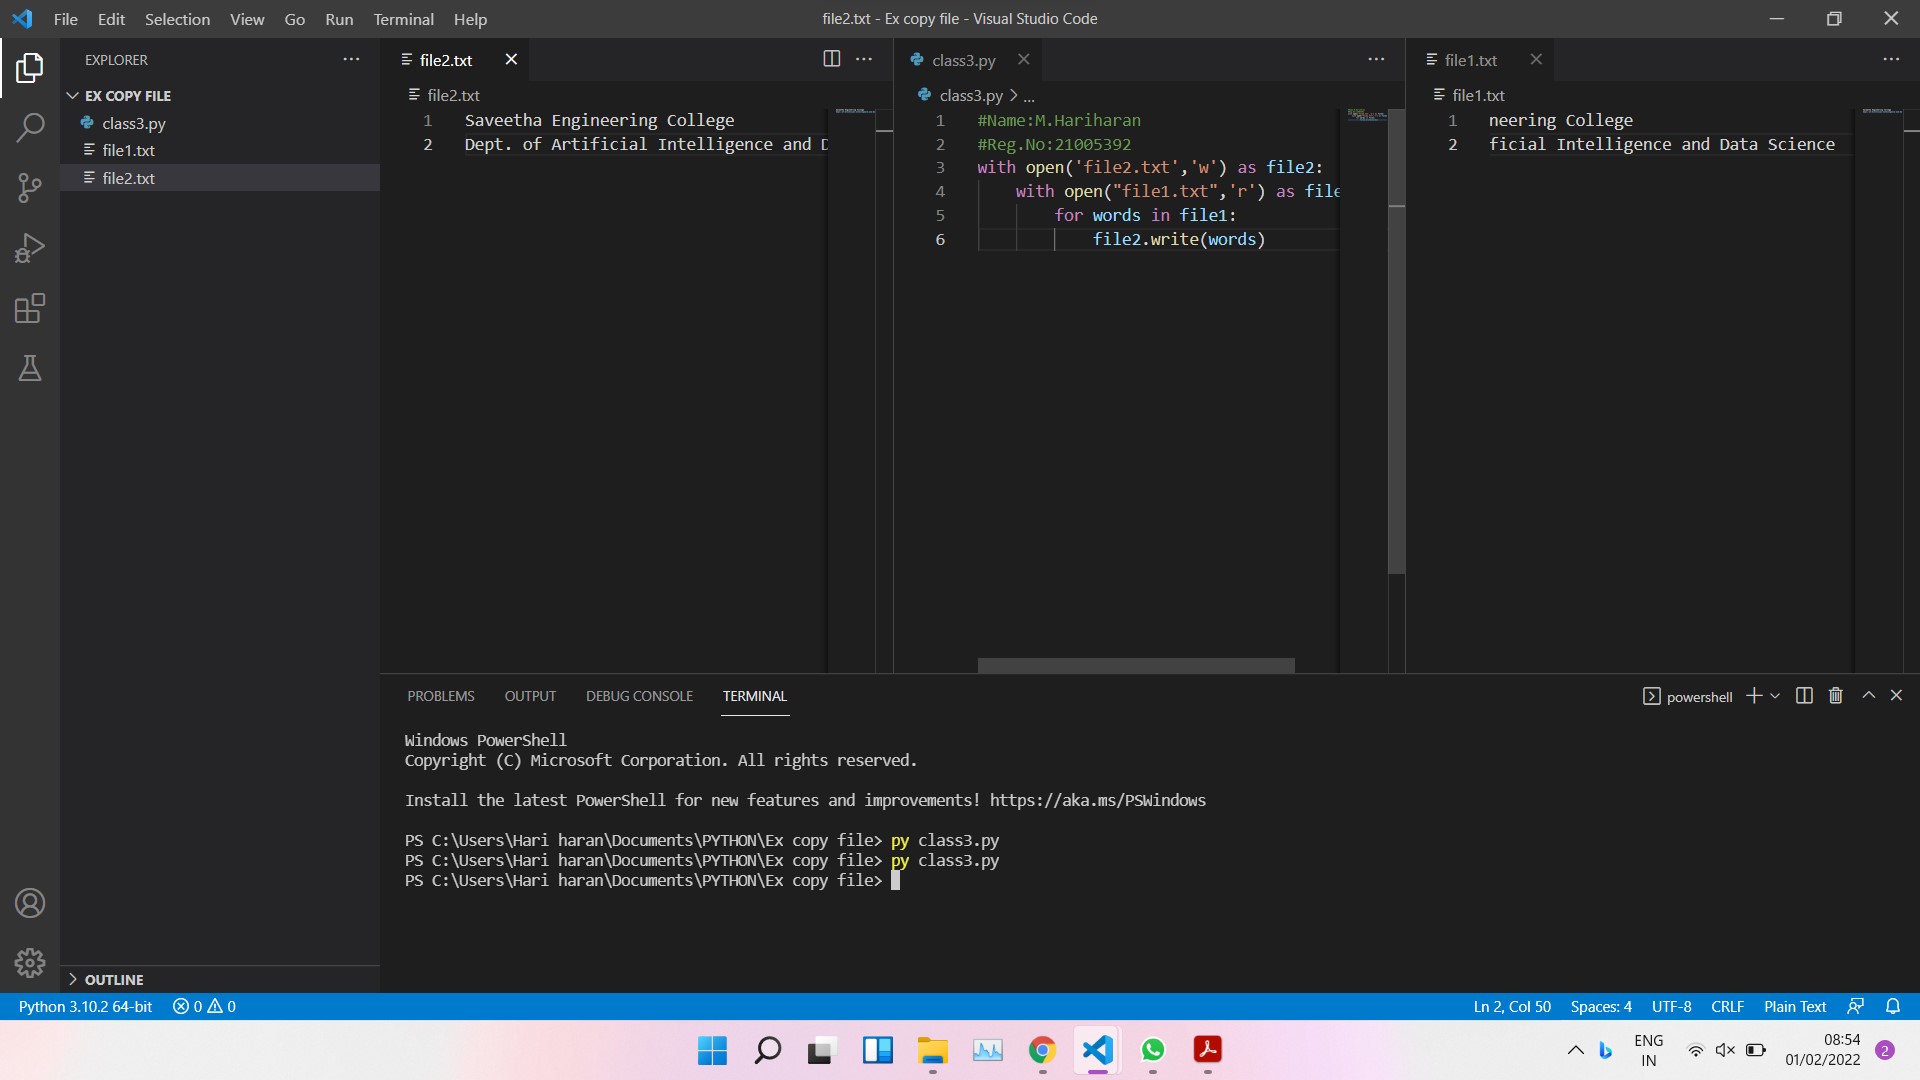 File Edit Selection View Go Run Terminal Help
file2.txt - Ex copy file - Visual Studio Code
EXPLORER
EX COPY FILE
class3.py
file1.txt
file2.txt
OUTLINE
file2.txt
file2.txt
1 Saveetha Engineering College
2 Dept. of Artificial Intelligence and D
class3.py
class3.py > ...
1 #Name:M.Hariharan
2 #Reg.No:21005392
3 with open('file2.txt','w') as file2:
4 with open("file1.txt",'r') as file
5 for words in file1:
6 file2.write(words)
file1.txt
file1.txt
1 neering College
2 ficial Intelligence and Data Science
PROBLEMS OUTPUT DEBUG CONSOLE TERMINAL
powershell
Windows PowerShell
Copyright (C) Microsoft Corporation. All rights reserved.
Install the latest PowerShell for new features and improvements! https://aka.ms/PSWindows
PS C:\Users\Hari haran\Documents\PYTHON\Ex copy file> py class3.py
PS C:\Users\Hari haran\Documents\PYTHON\Ex copy file> py class3.py
PS C:\Users\Hari haran\Documents\PYTHON\Ex copy file>
Python 3.10.2 64-bit 0 0
Ln 2, Col 50 Spaces: 4 UTF-8 CRLF Plain Text
ENG
IN
08:54
01/02/2022
2